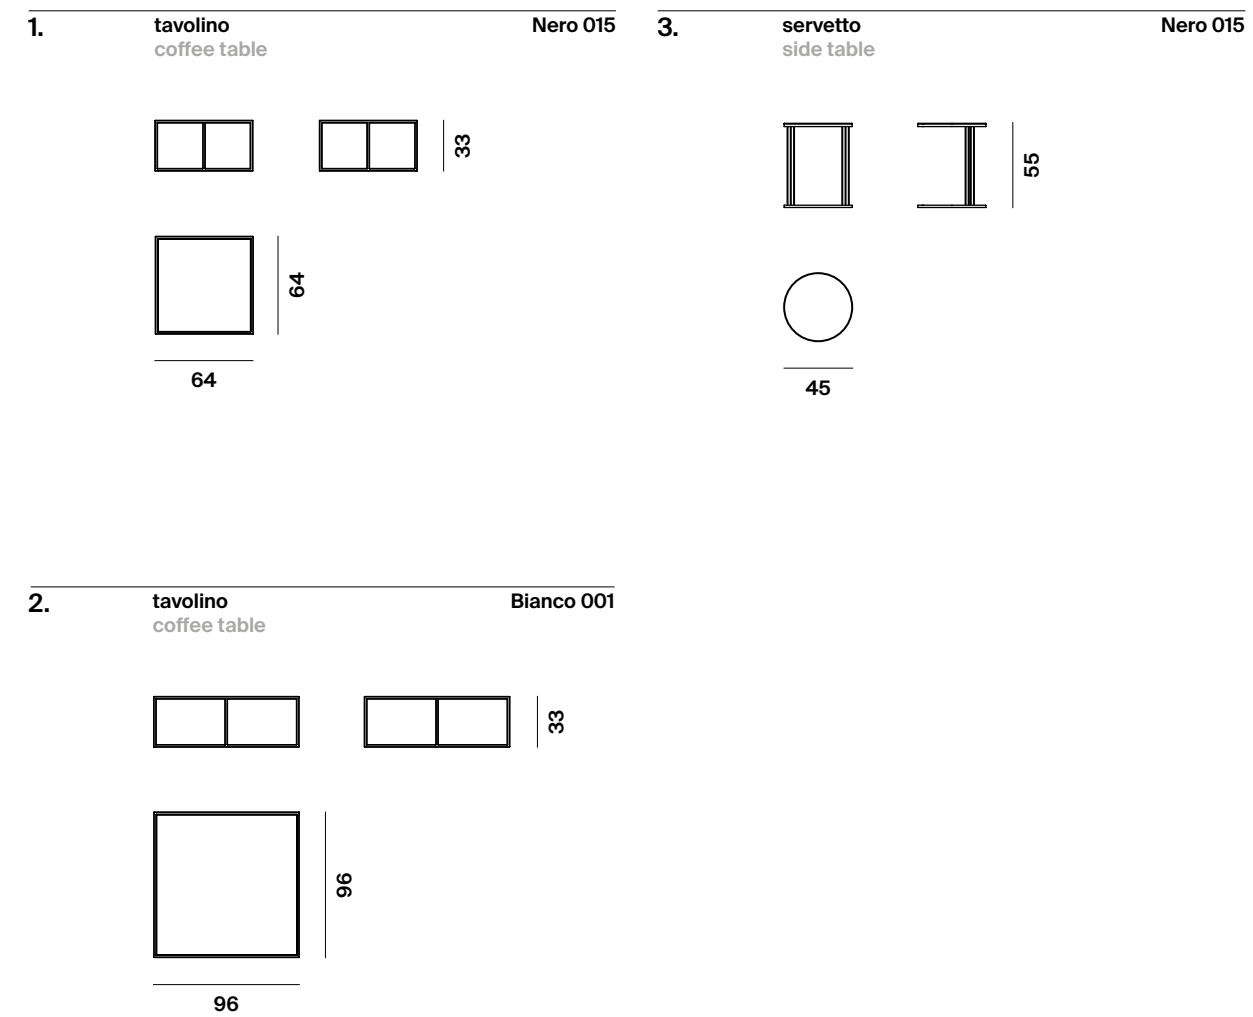 1.
tavolino
Nero 015
coffee table
33
64
64
2.
tavolino
Bianco 001
coffee table
33
96
96
3.
servetto
Nero 015
side table
55
45